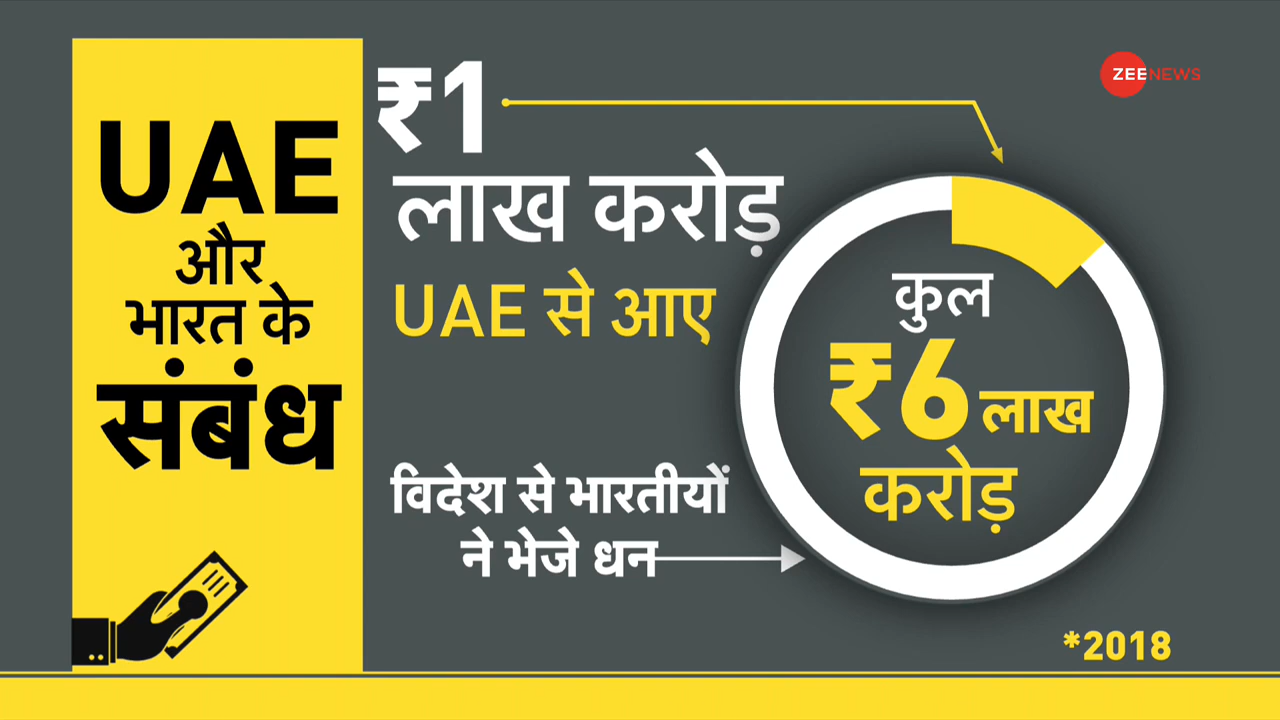 UAE
और
भारत के
संबंध
₹1
लाख करोड़
UAE से आए
विदेश से भारतीयों
ने भेजे धन
ZEENEWS
कुल
₹6 लाख
करोड़
*2018